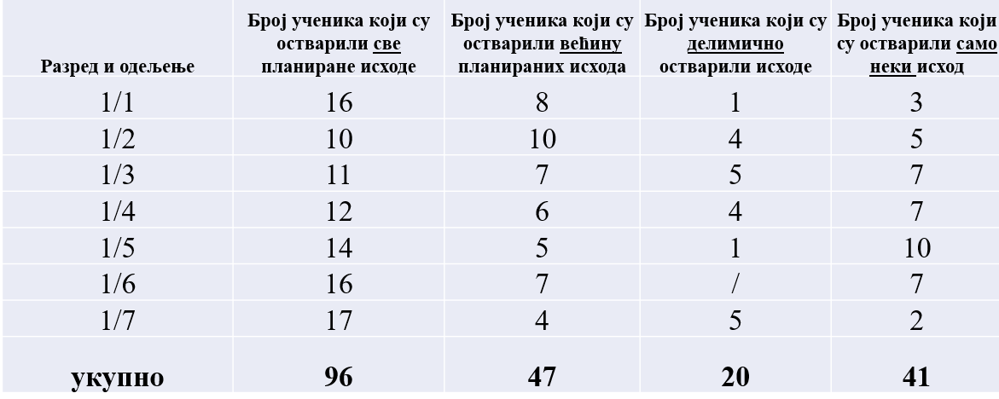 Разред и одељење Број ученика који су остварили све планиране исходе Број ученика који су остварили већину планираних исхода Број ученика који су делимично остварили исходе Број ученика који су остварили само неки исход
1/1 16 8 1 3
1/2 10 10 4 5
1/3 11 7 5 7
1/4 12 6 4 7
1/5 14 5 1 10
1/6 16 7 / 7
1/7 17 4 5 2
укупно 96 47 20 41